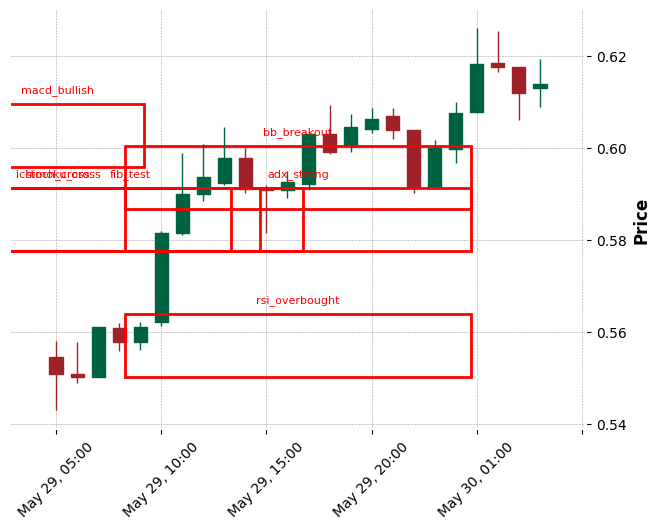 macd_bullish
bb_breakout
ichimoku_cross
stoch_cross
fib_test
adx_strong
rsi_overbought
0.62
0.60
0.58
0.56
0.54
Price
May 29, 05:00
May 29, 10:00
May 29, 15:00
May 29, 20:00
May 30, 01:00